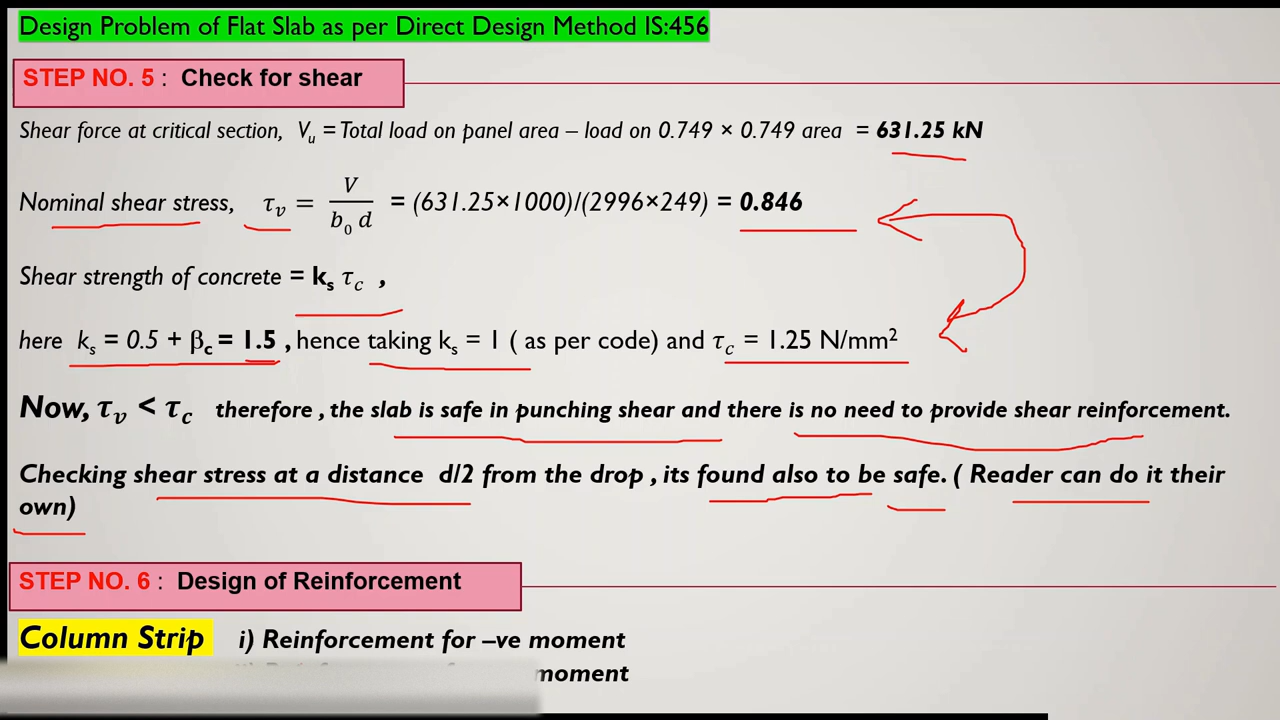 Design Problem of Flat Slab as per Direct Design Method IS:456
STEP NO. 5 : Check for shear
Shear force at critical section, Vᵤ = Total load on panel area – load on 0.749 × 0.749 area = 631.25 kN
Nominal shear stress, τᵥ = V / b₀ d = (631.25×1000)/(2996×249) = 0.846
Shear strength of concrete = kₛ τ_c ,
here kₛ = 0.5 + β_c = 1.5 , hence taking kₛ = 1 ( as per code) and τ_c = 1.25 N/mm²
Now, τᵥ < τ_c therefore , the slab is safe in punching shear and there is no need to provide shear reinforcement.
Checking shear stress at a distance d/2 from the drop , its found also to be safe. ( Reader can do it their
own)
STEP NO. 6 : Design of Reinforcement
Column Strip i) Reinforcement for –ve moment
moment